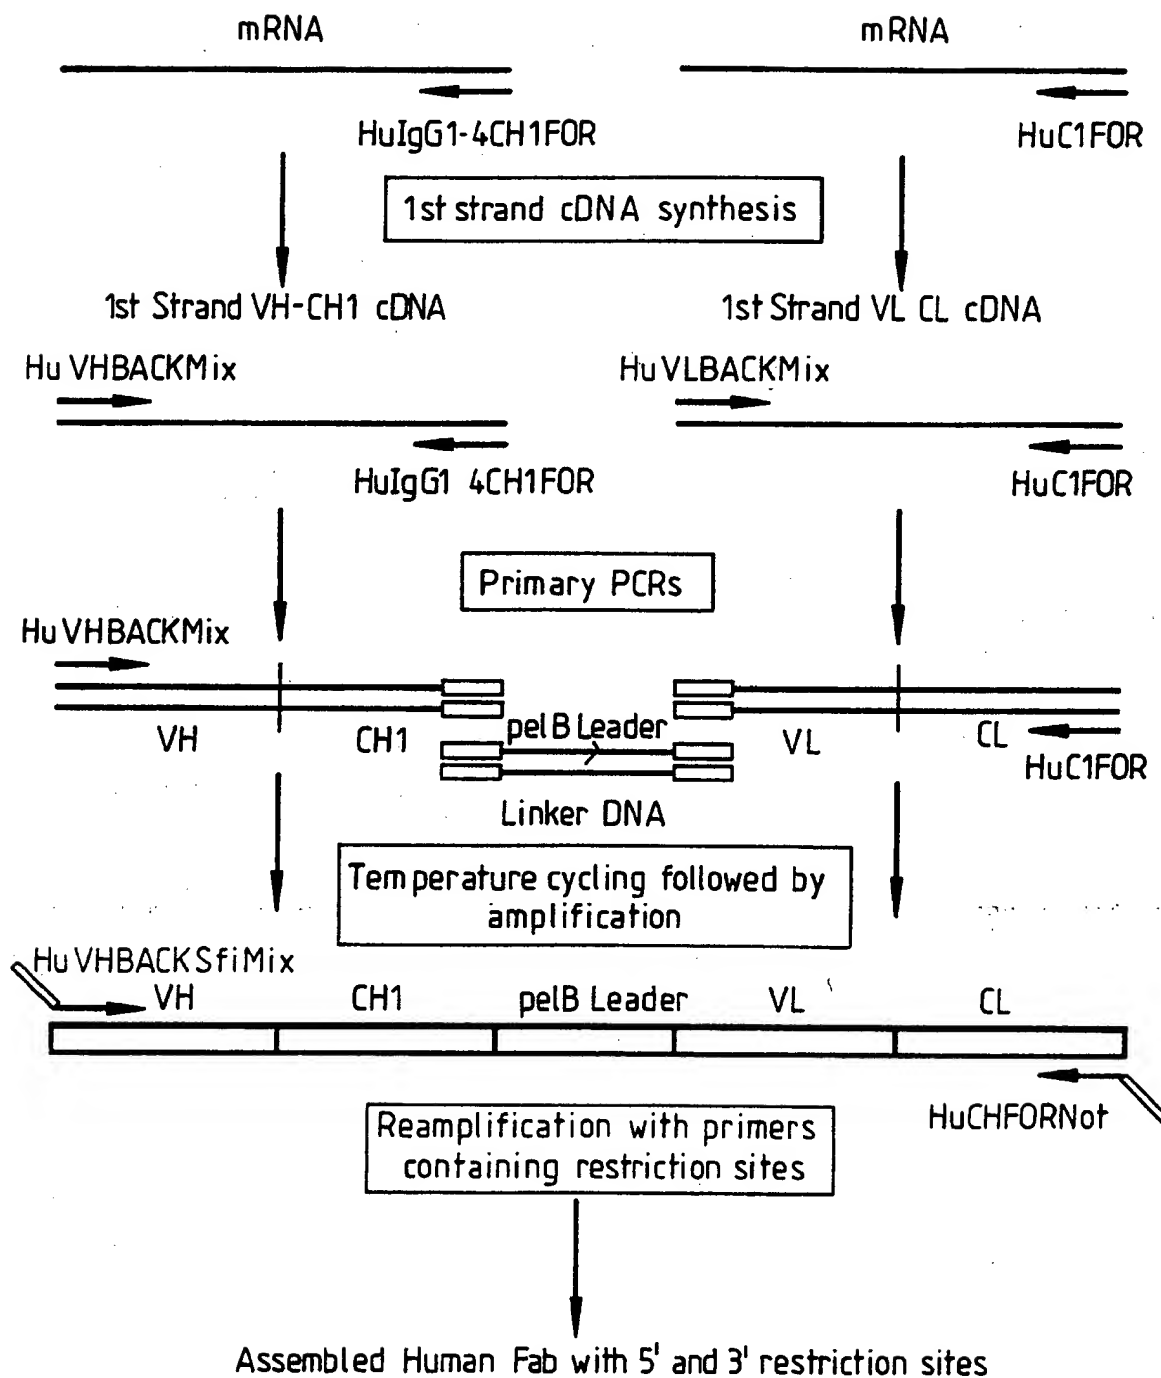 mRNA
mRNA
HuIgG1-4CH1FOR
HuC1FOR
1st strand cDNA synthesis
1st Strand VH-CH1 cDNA
1st Strand VL CL cDNA
Hu VHBACKMix
Hu VLBACKMix
HuIgG1 4CH1FOR
HuC1FOR
Primary PCRs
Hu VHBACKMix
VH
CH1
pelB Leader
VL
CL
HuC1FOR
Linker DNA
Temperature cycling followed by
amplification
Hu VHBACKSfiMix
VH
CH1
pelB Leader
VL
CL
HuCHFORNot
Reamplification with primers
containing restriction sites
Assembled Human Fab with 5' and 3' restriction sites